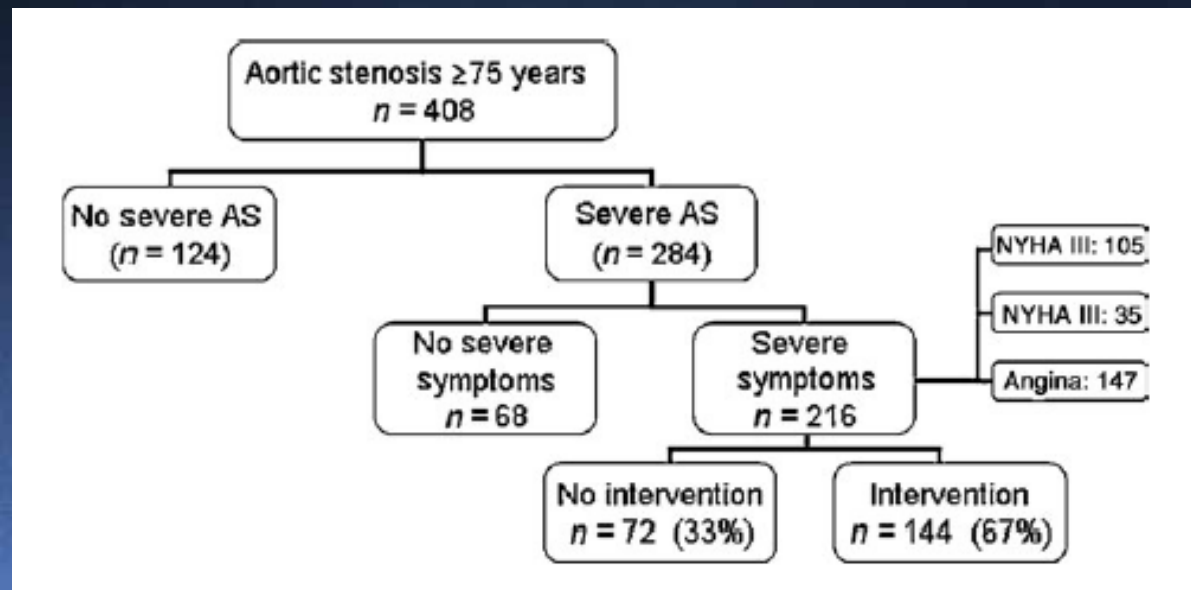 Aortic stenosis ≥75 years
n = 408
No severe AS
(n = 124)
Severe AS
(n = 284)
NYHA III: 105
NYHA III: 35
Angina: 147
No severe
symptoms
n = 68
Severe
symptoms
n = 216
No intervention
n = 72 (33%)
Intervention
n = 144 (67%)